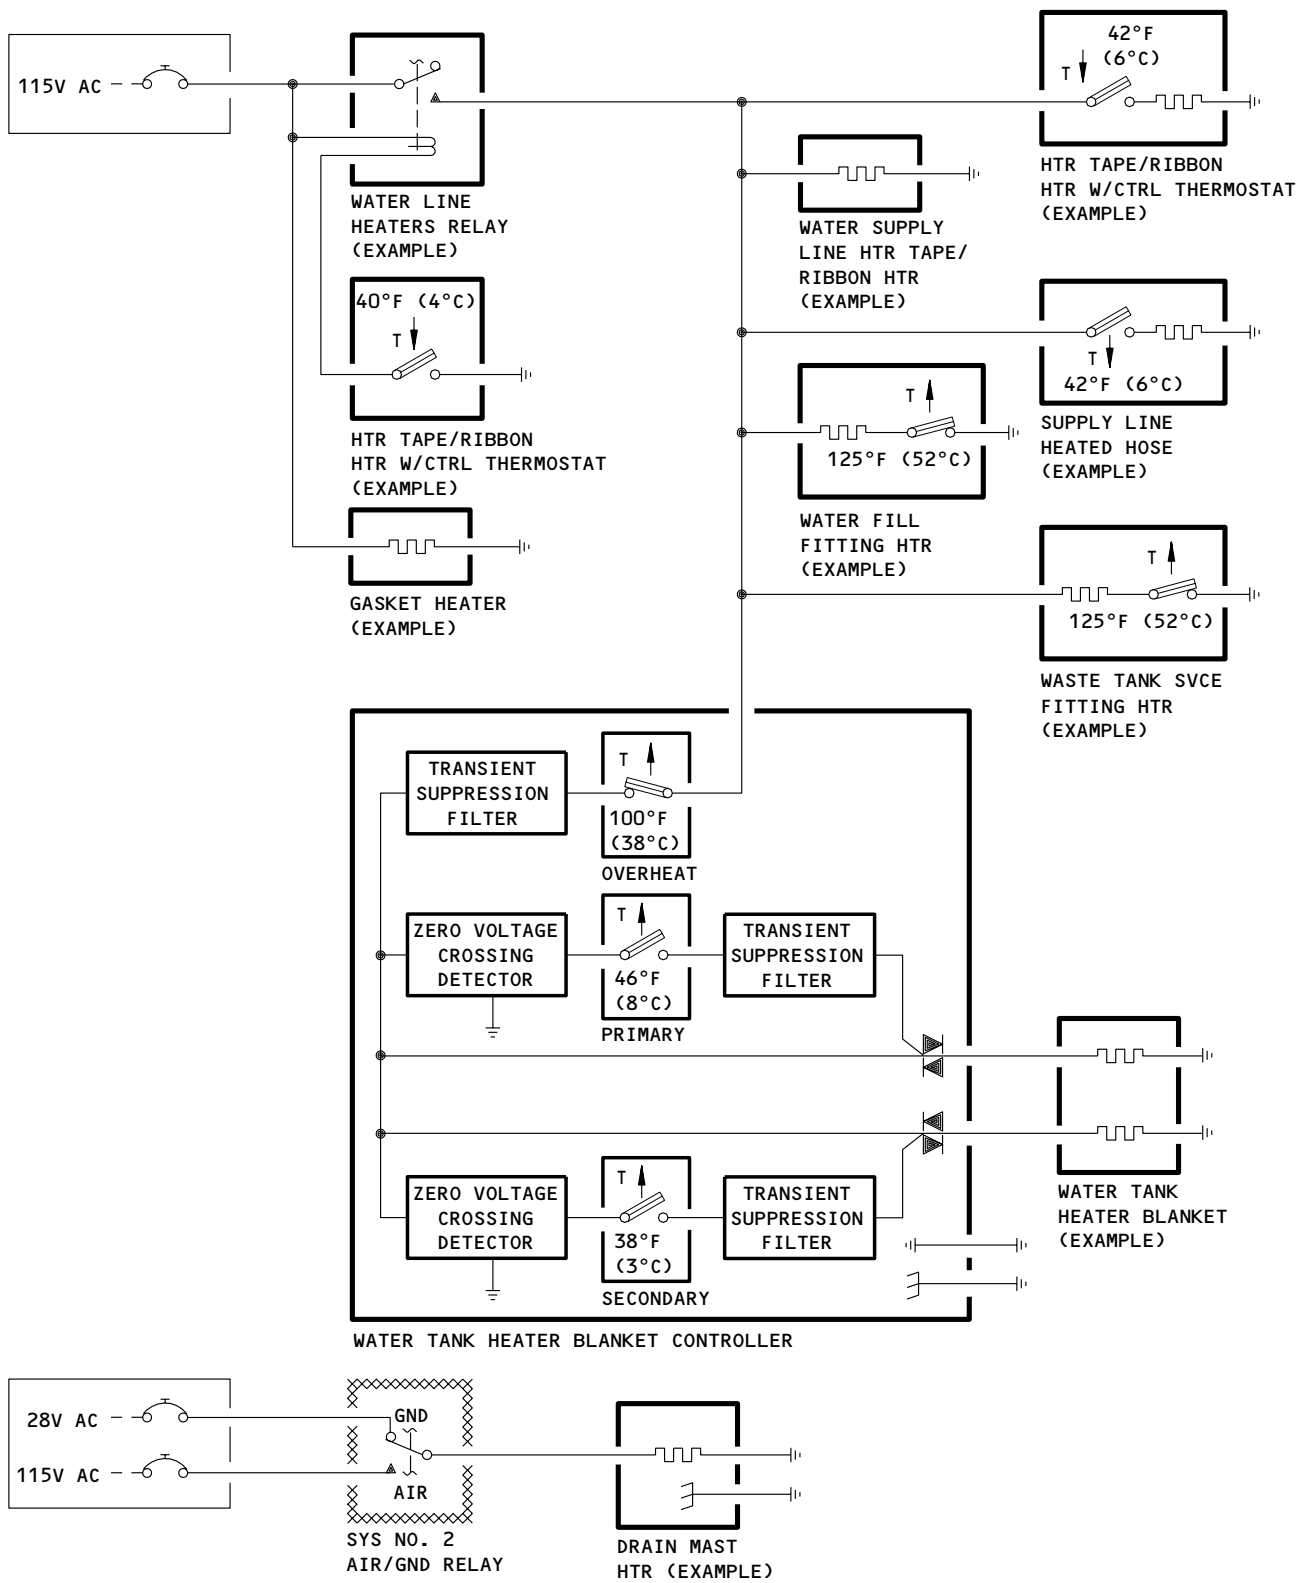 115V AC
WATER LINE
HEATERS RELAY
(EXAMPLE)
40°F (4°C)
T
HTR TAPE/RIBBON
HTR W/CTRL THERMOSTAT
(EXAMPLE)
GASKET HEATER
(EXAMPLE)
42°F
(6°C)
T
HTR TAPE/RIBBON
HTR W/CTRL THERMOSTAT
(EXAMPLE)
WATER SUPPLY
LINE HTR TAPE/
RIBBON HTR
(EXAMPLE)
T
42°F (6°C)
SUPPLY LINE
HEATED HOSE
(EXAMPLE)
T
125°F (52°C)
WATER FILL
FITTING HTR
(EXAMPLE)
T
125°F (52°C)
WASTE TANK SVCE
FITTING HTR
(EXAMPLE)
TRANSIENT
SUPPRESSION
FILTER
T
100°F
(38°C)
OVERHEAT
ZERO VOLTAGE
CROSSING
DETECTOR
T
46°F
(8°C)
PRIMARY
TRANSIENT
SUPPRESSION
FILTER
ZERO VOLTAGE
CROSSING
DETECTOR
T
38°F
(3°C)
SECONDARY
TRANSIENT
SUPPRESSION
FILTER
WATER TANK
HEATER BLANKET
(EXAMPLE)
WATER TANK HEATER BLANKET CONTROLLER
28V AC
115V AC
GND
AIR
SYS NO. 2
AIR/GND RELAY
DRAIN MAST
HTR (EXAMPLE)